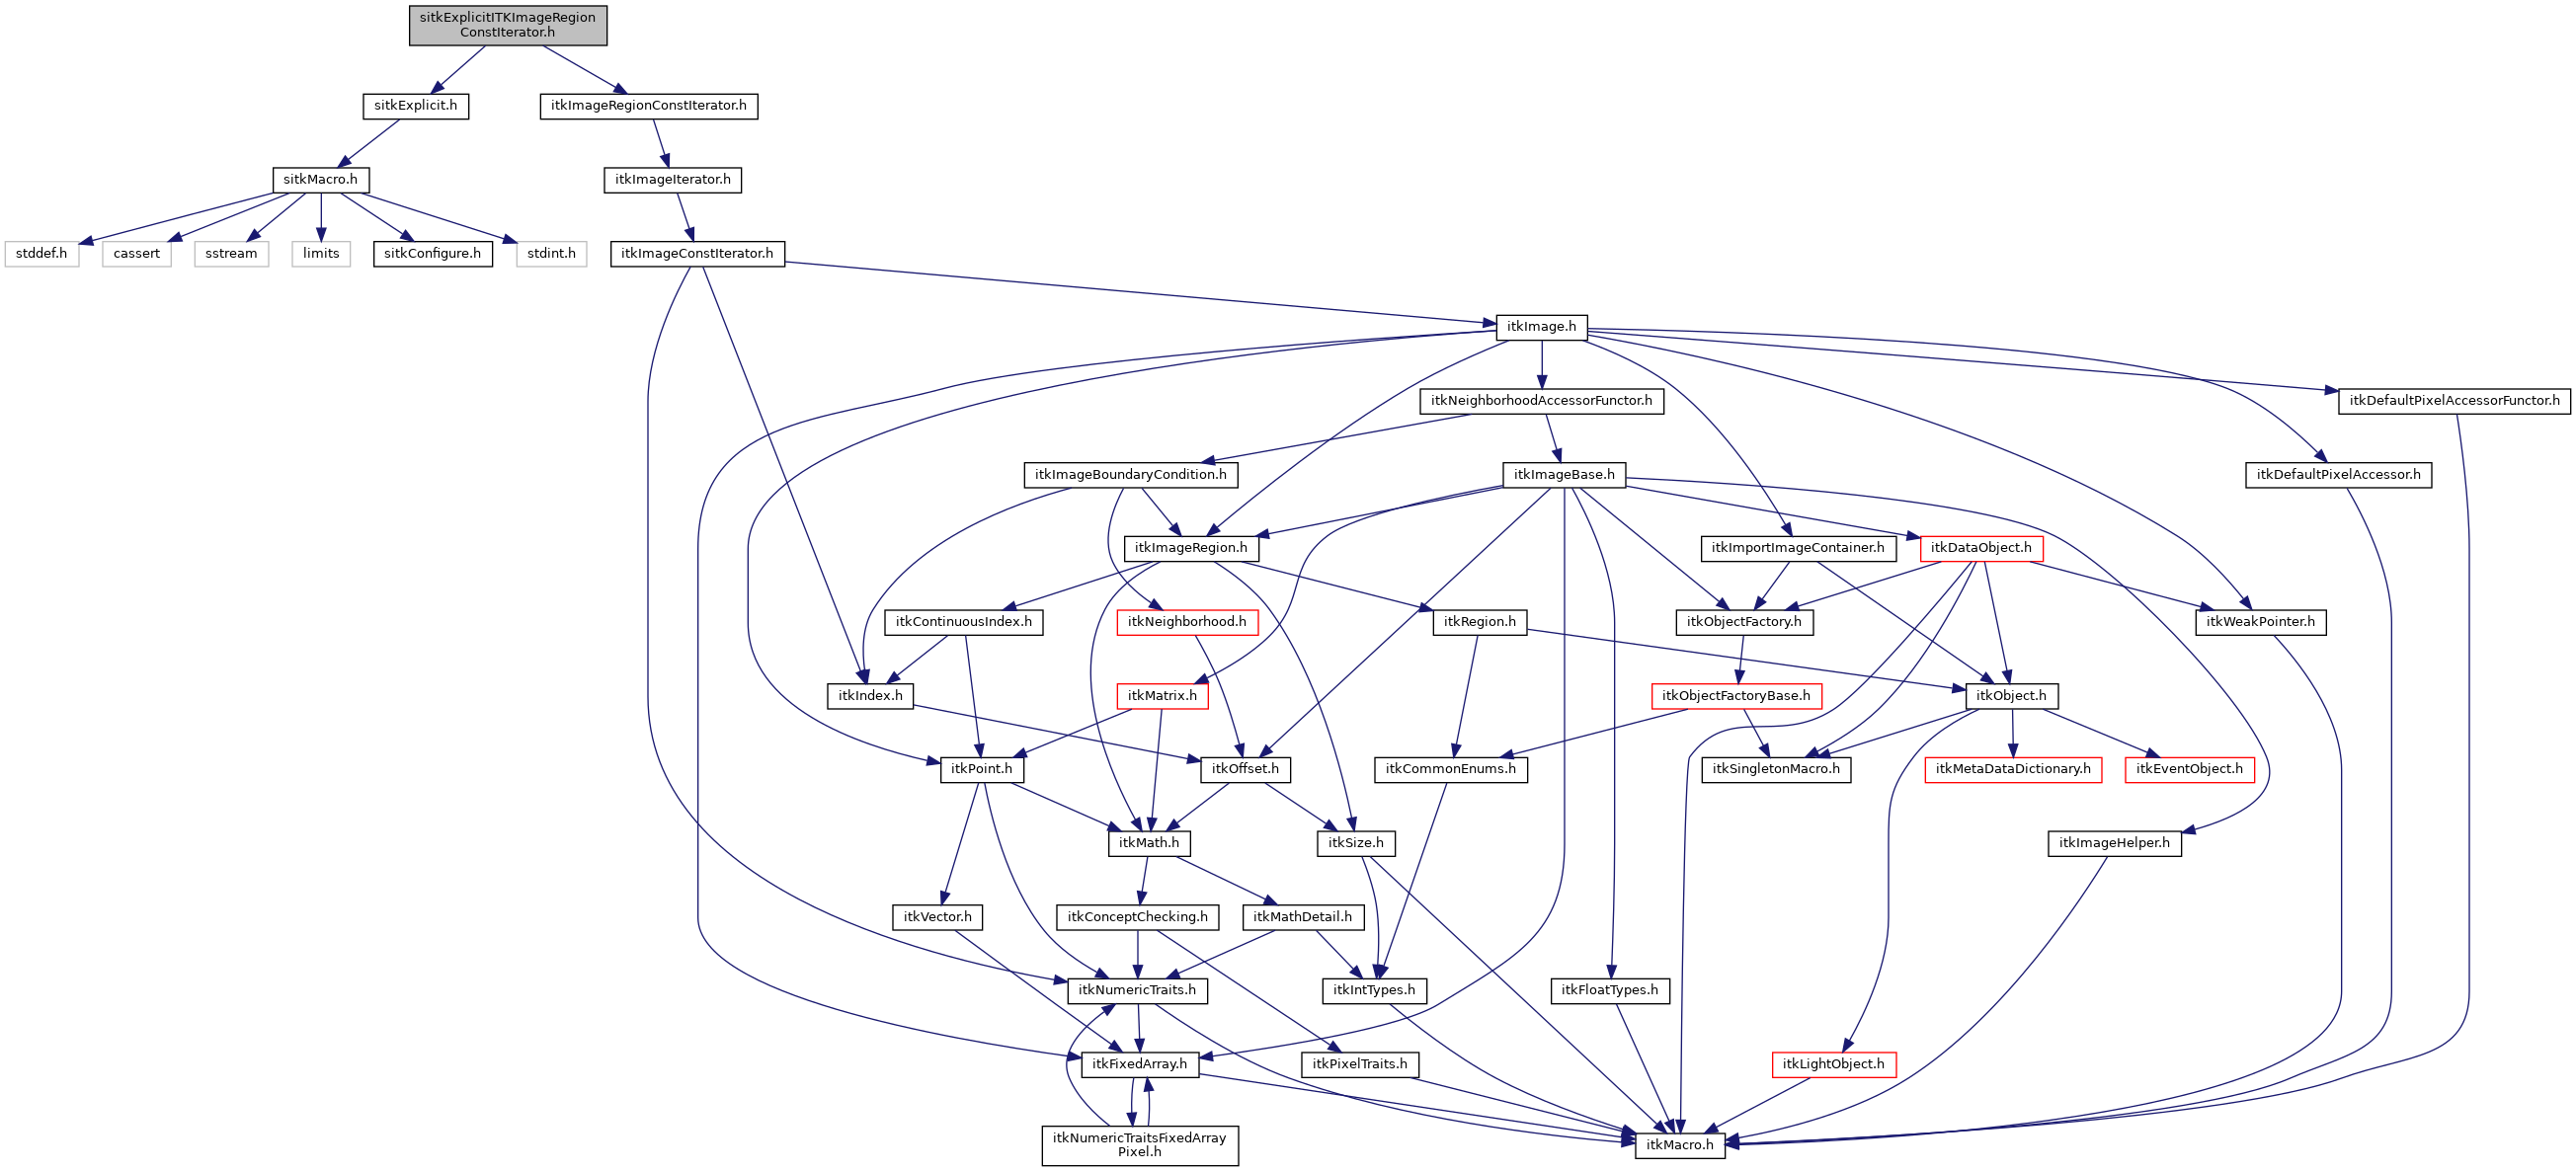 sitkExplicitITKImageRegion
ConstIterator.h
sitkExplicit.h
itkImageRegionConstIterator.h
sitkMacro.h
itkImageIterator.h
stddef.h
cassert
sstream
limits
sitkConfigure.h
stdint.h
itkImageConstIterator.h
itkImage.h
itkNeighborhoodAccessorFunctor.h
itkDefaultPixelAccessorFunctor.h
itkImageBoundaryCondition.h
itkImageBase.h
itkDefaultPixelAccessor.h
itkImageRegion.h
itkImportImageContainer.h
itkDataObject.h
itkContinuousIndex.h
itkNeighborhood.h
itkRegion.h
itkObjectFactory.h
itkWeakPointer.h
itkIndex.h
itkMatrix.h
itkObjectFactoryBase.h
itkObject.h
itkPoint.h
itkOffset.h
itkCommonEnums.h
itkSingletonMacro.h
itkMetaDataDictionary.h
itkEventObject.h
itkMath.h
itkSize.h
itkImageHelper.h
itkVector.h
itkConceptChecking.h
itkMathDetail.h
itkNumericTraits.h
itkIntTypes.h
itkFloatTypes.h
itkFixedArray.h
itkPixelTraits.h
itkLightObject.h
itkNumericTraitsFixedArray
Pixel.h
itkMacro.h